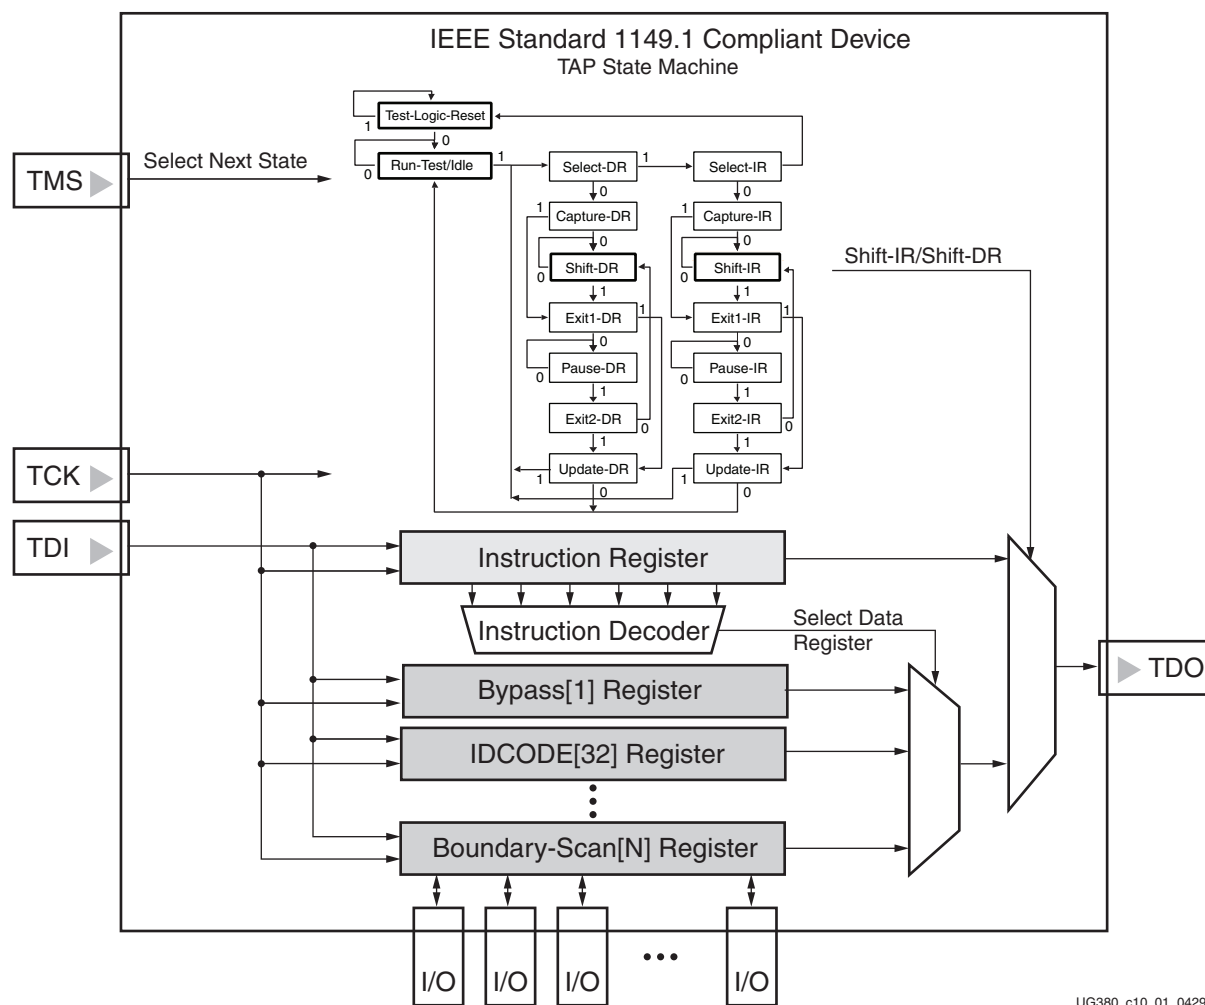 IEEE Standard 1149.1 Compliant Device
TAP State Machine
Test-Logic-Reset
1
0
TMS
Select Next State
Run-Test/Idle
0
1
Select-DR
1
Select-IR
0
0
1
Capture-DR
1
Capture-IR
0
0
Shift-DR
0
Shift-IR
0
Shift-IR/Shift-DR
1
1
Exit1-DR
1
Exit1-IR
1
0
0
Pause-DR
0
Pause-IR
0
1
1
Exit2-DR
0
Exit2-IR
0
1
1
TCK
Update-DR
1
0
Update-IR
1
0
TDI
Instruction Register
Instruction Decoder
Select Data
Register
TDO
Bypass[1] Register
IDCODE[32] Register
Boundary-Scan[N] Register
I/O
I/O
I/O
I/O
UG380_c10_01_0429